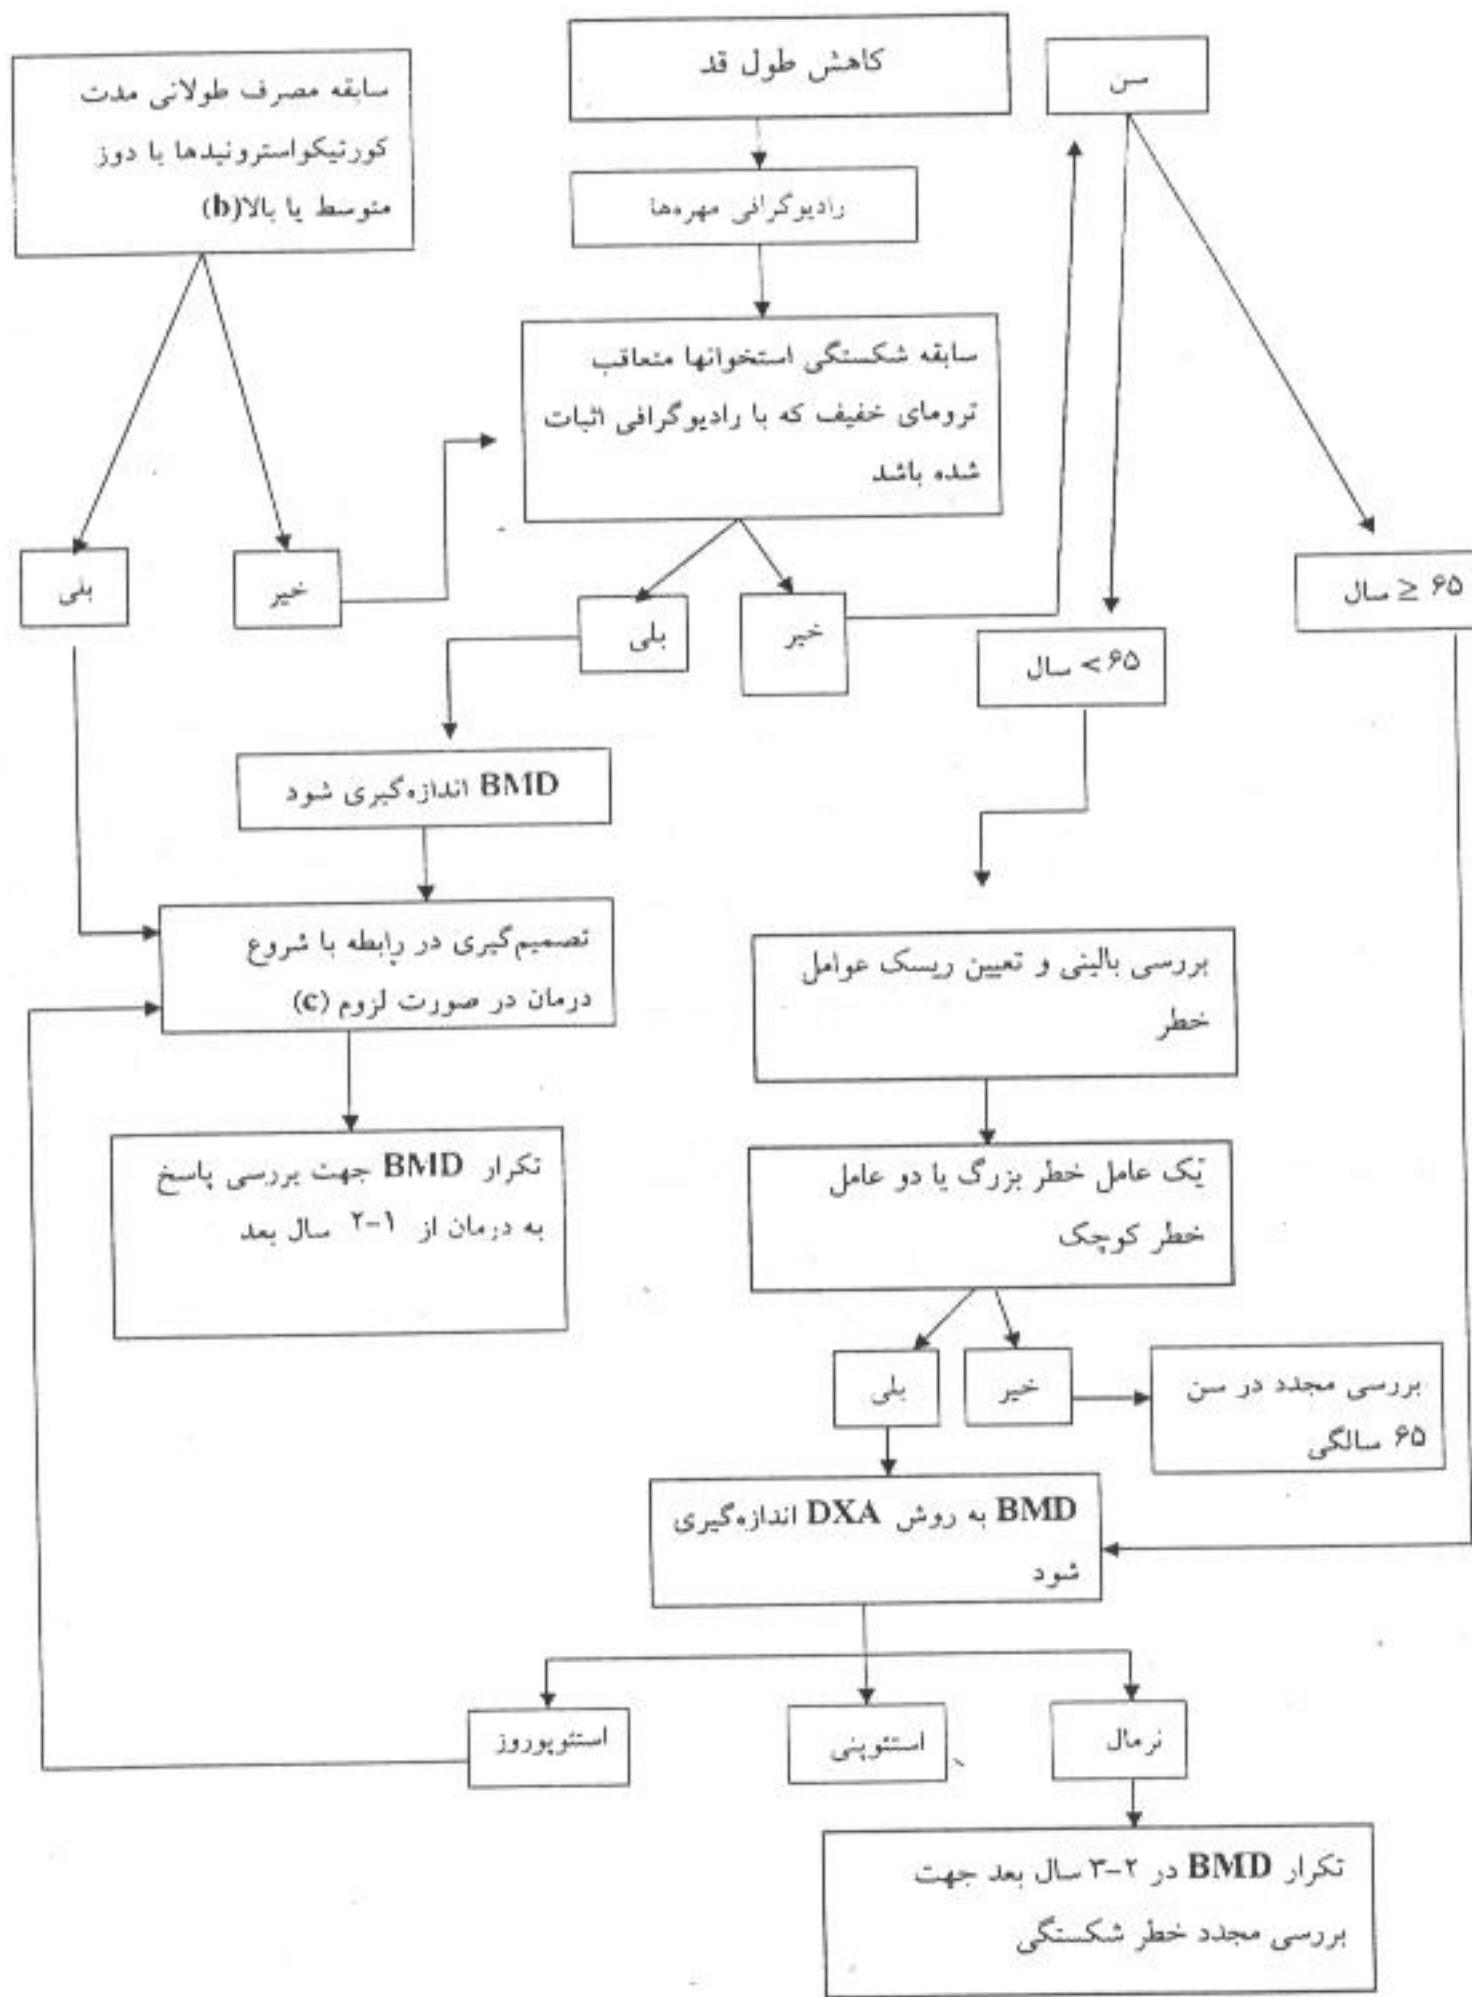 کاهش طول قد
سن
سابقه مصرف طولانی مدت
کورتیکواستروئیدها با دوز
متوسط یا بالا(b)
رادیوگرافی مهره‌ها
سابقه شکستگی استخوانها متعاقب
ترومای خفیف که با رادیوگرافی اثبات
شده باشد
بلی
خیر
بلی
خیر
۶۵ ≤ سال
۶۵ > سال
BMD اندازه‌گیری شود
تصمیم‌گیری در رابطه با شروع
درمان در صورت لزوم (c)
بررسی بالینی و تعیین ریسک عوامل
خطر
تکرار BMD جهت بررسی پاسخ
به درمان از ۱-۲ سال بعد
یک عامل خطر بزرگ یا دو عامل
خطر کوچک
بلی
خیر
بررسی مجدد در سن
۶۵ سالگی
BMD به روش DXA اندازه‌گیری
شود
استئوپوروز
استئوپنی
نرمال
تکرار BMD در ۲-۳ سال بعد جهت
بررسی مجدد خطر شکستگی